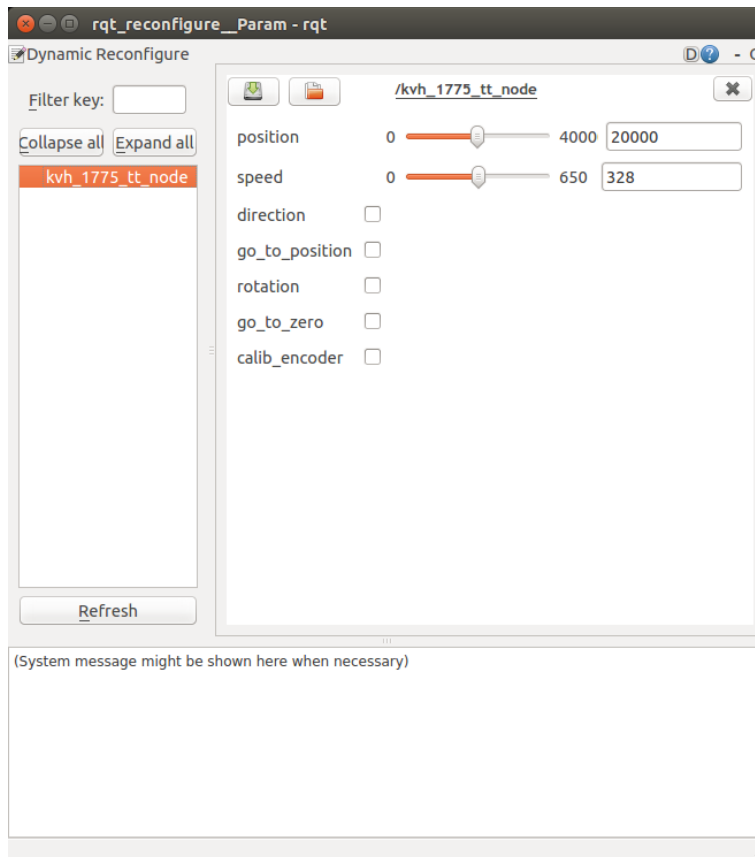 rqt_reconfigure__Param - rqt
Dynamic Reconfigure D ? -
Filter key:
Collapse all Expand all
kvh_1775_tt_node
Refresh
/kvh_1775_tt_node
position 0 4000 20000
speed 0 650 328
direction
go_to_position
rotation
go_to_zero
calib_encoder
(System message might be shown here when necessary)